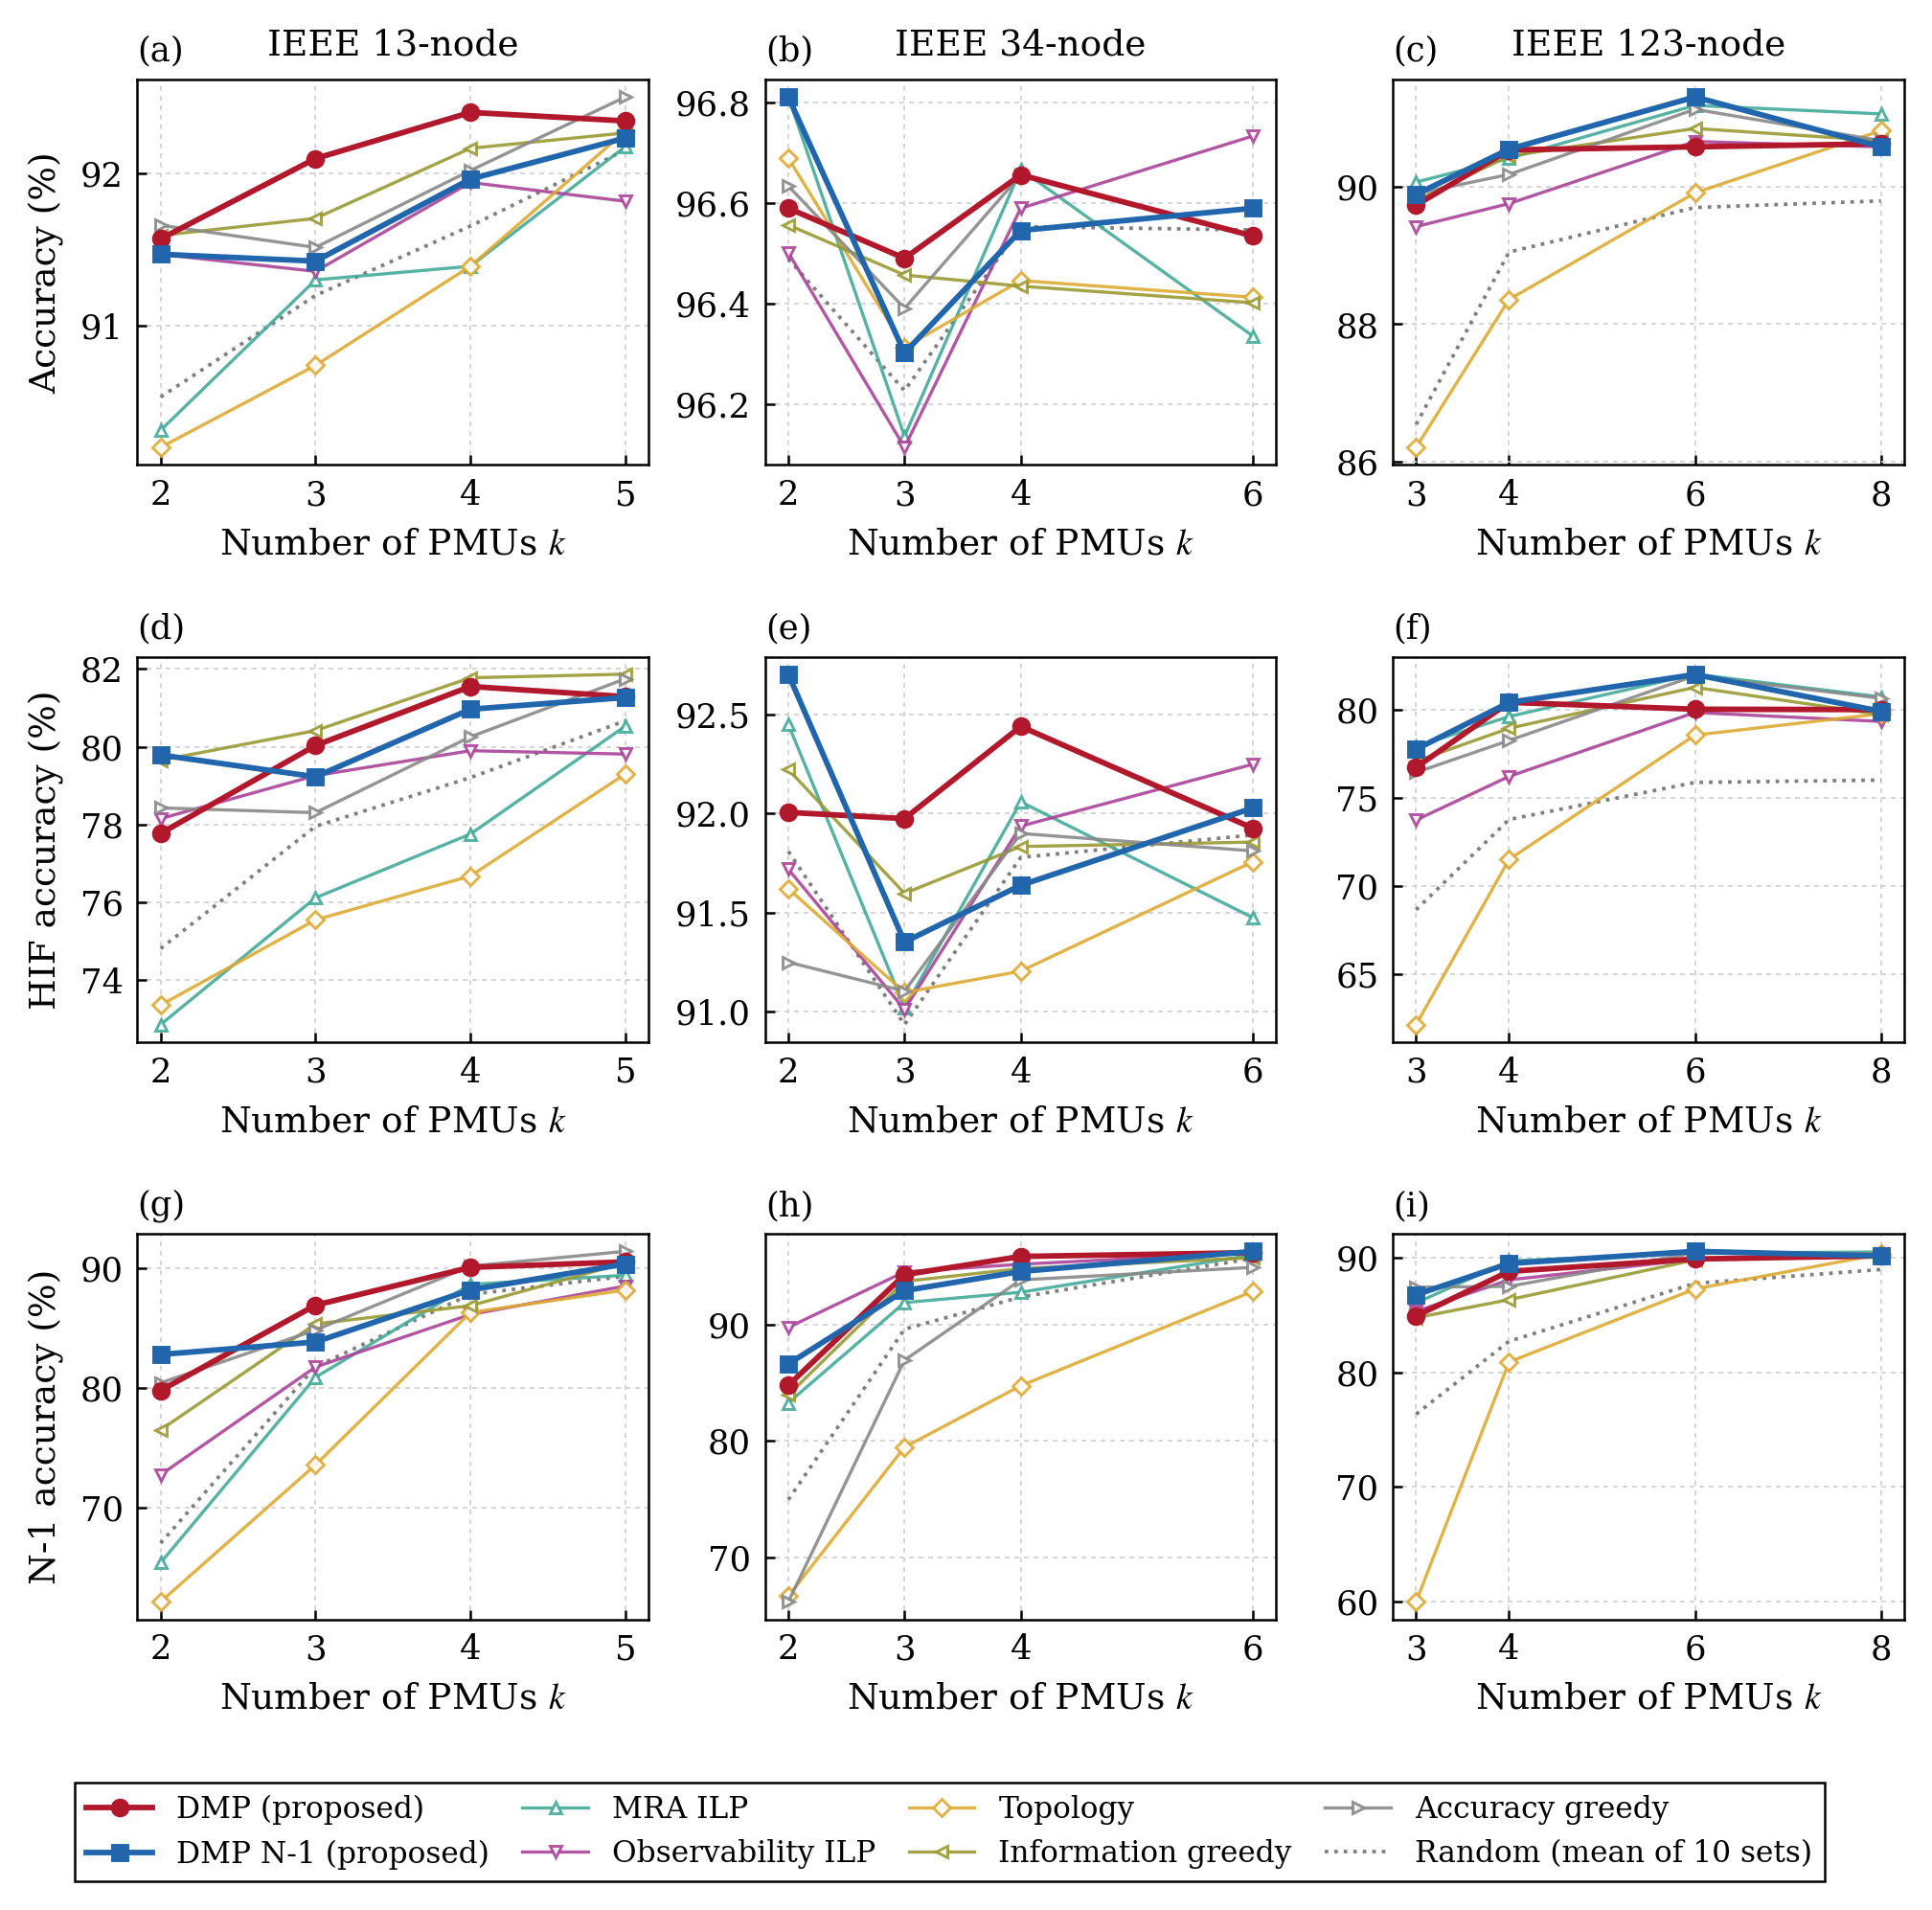 (a) IEEE 13-node
(b) IEEE 34-node
(c) IEEE 123-node
Accuracy (%)
92
91
2 3 4 5
Number of PMUs k
96.8
96.6
96.4
96.2
2 3 4 6
Number of PMUs k
90
88
86
3 4 6 8
Number of PMUs k
(d)
HIF accuracy (%)
82
80
78
76
74
2 3 4 5
Number of PMUs k
(e)
92.5
92.0
91.5
91.0
2 3 4 6
Number of PMUs k
(f)
80
75
70
65
3 4 6 8
Number of PMUs k
(g)
N-1 accuracy (%)
90
80
70
2 3 4 5
Number of PMUs k
(h)
90
80
70
2 3 4 6
Number of PMUs k
(i)
90
80
70
60
3 4 6 8
Number of PMUs k
DMP (proposed)
DMP N-1 (proposed)
MRA ILP
Observability ILP
Topology
Information greedy
Accuracy greedy
Random (mean of 10 sets)